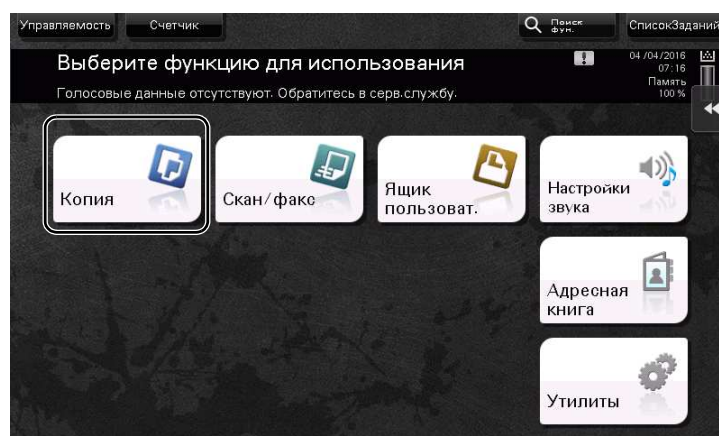 Управляемость
Счетчик
Поиск
фун.
СписокЗаданий
Выберите функцию для использования
Голосовые данные отсутствуют. Обратитесь в серв.службу.
04/04/2016
07:16
Память
100 %
Копия
Скан/факс
Ящик
пользоват.
Настройки
звука
Адресная
книга
Утилиты